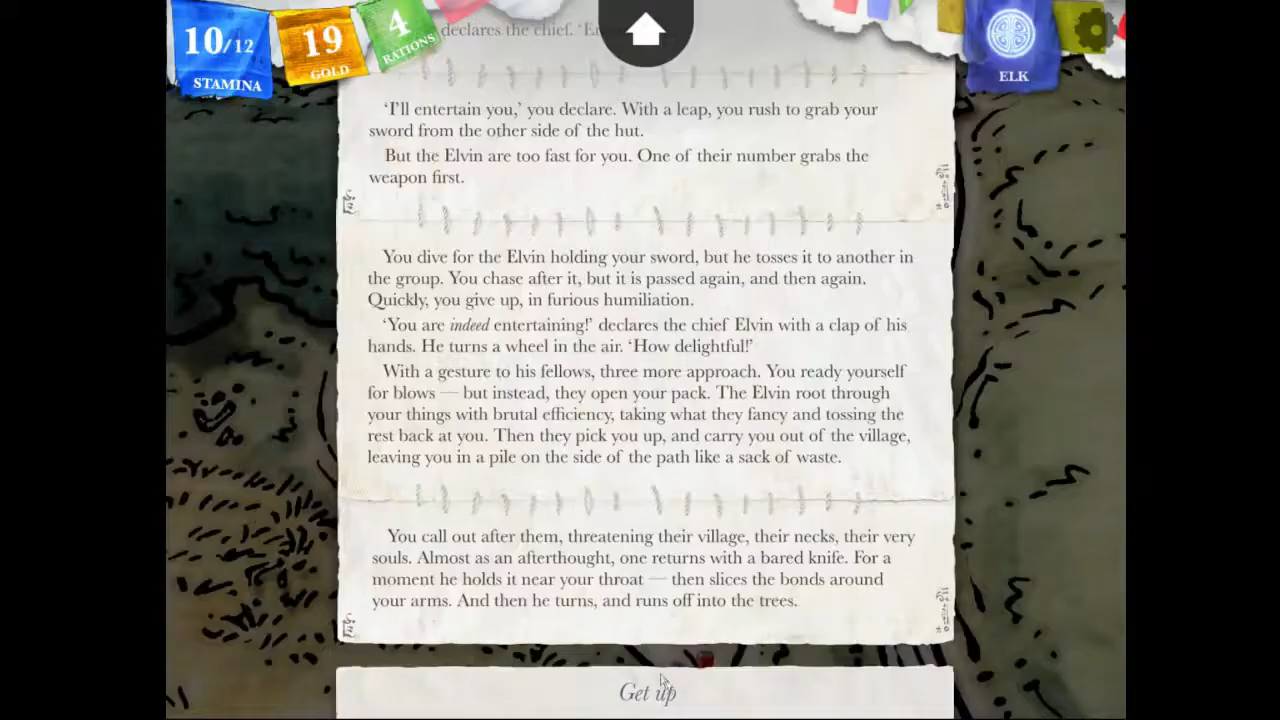 10/12
STAMINA
19
GOLD
4
RATIONS
ELK
declares the chief.
‘I’ll entertain you,’ you declare. With a leap, you rush to grab your
sword from the other side of the hut.
But the Elvin are too fast for you. One of their number grabs the
weapon first.
You dive for the Elvin holding your sword, but he tosses it to another in
the group. You chase after it, but it is passed again, and then again.
Quickly, you give up, in furious humiliation.
‘You are indeed entertaining!’ declares the chief Elvin with a clap of his
hands. He turns a wheel in the air. ‘How delightful!’
With a gesture to his fellows, three more approach. You ready yourself
for blows — but instead, they open your pack. The Elvin root through
your things with brutal efficiency, taking what they fancy and tossing the
rest back at you. Then they pick you up, and carry you out of the village,
leaving you in a pile on the side of the path like a sack of waste.
You call out after them, threatening their village, their necks, their very
souls. Almost as an afterthought, one returns with a bared knife. For a
moment he holds it near your throat — then slices the bonds around
your arms. And then he turns, and runs off into the trees.
Get up